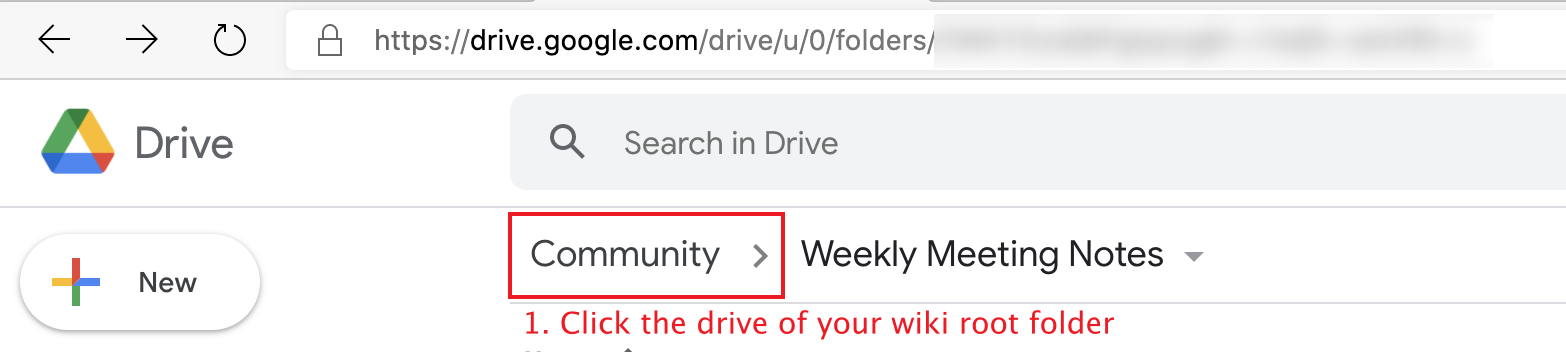 https://drive.google.com/drive/u/0/folders/
Drive
Search in Drive
Community > Weekly Meeting Notes
New
1. Click the drive of your wiki root folder